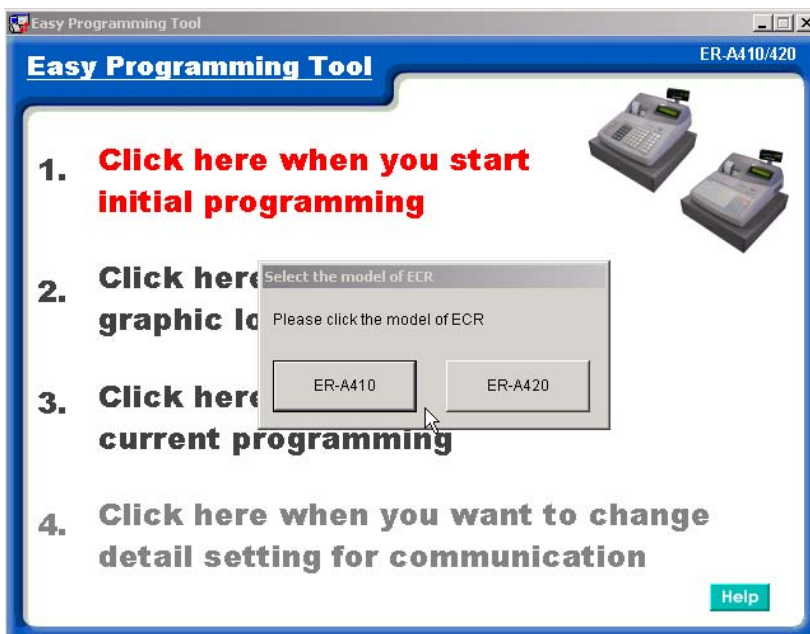 Easy Programming Tool
Easy Programming Tool
ER-A410/420
1. Click here when you start
initial programming
2. Click here
graphic lo
3. Click here
current programming
4. Click here when you want to change
detail setting for communication
Select the model of ECR
Please click the model of ECR
ER-A410
ER-A420
Help